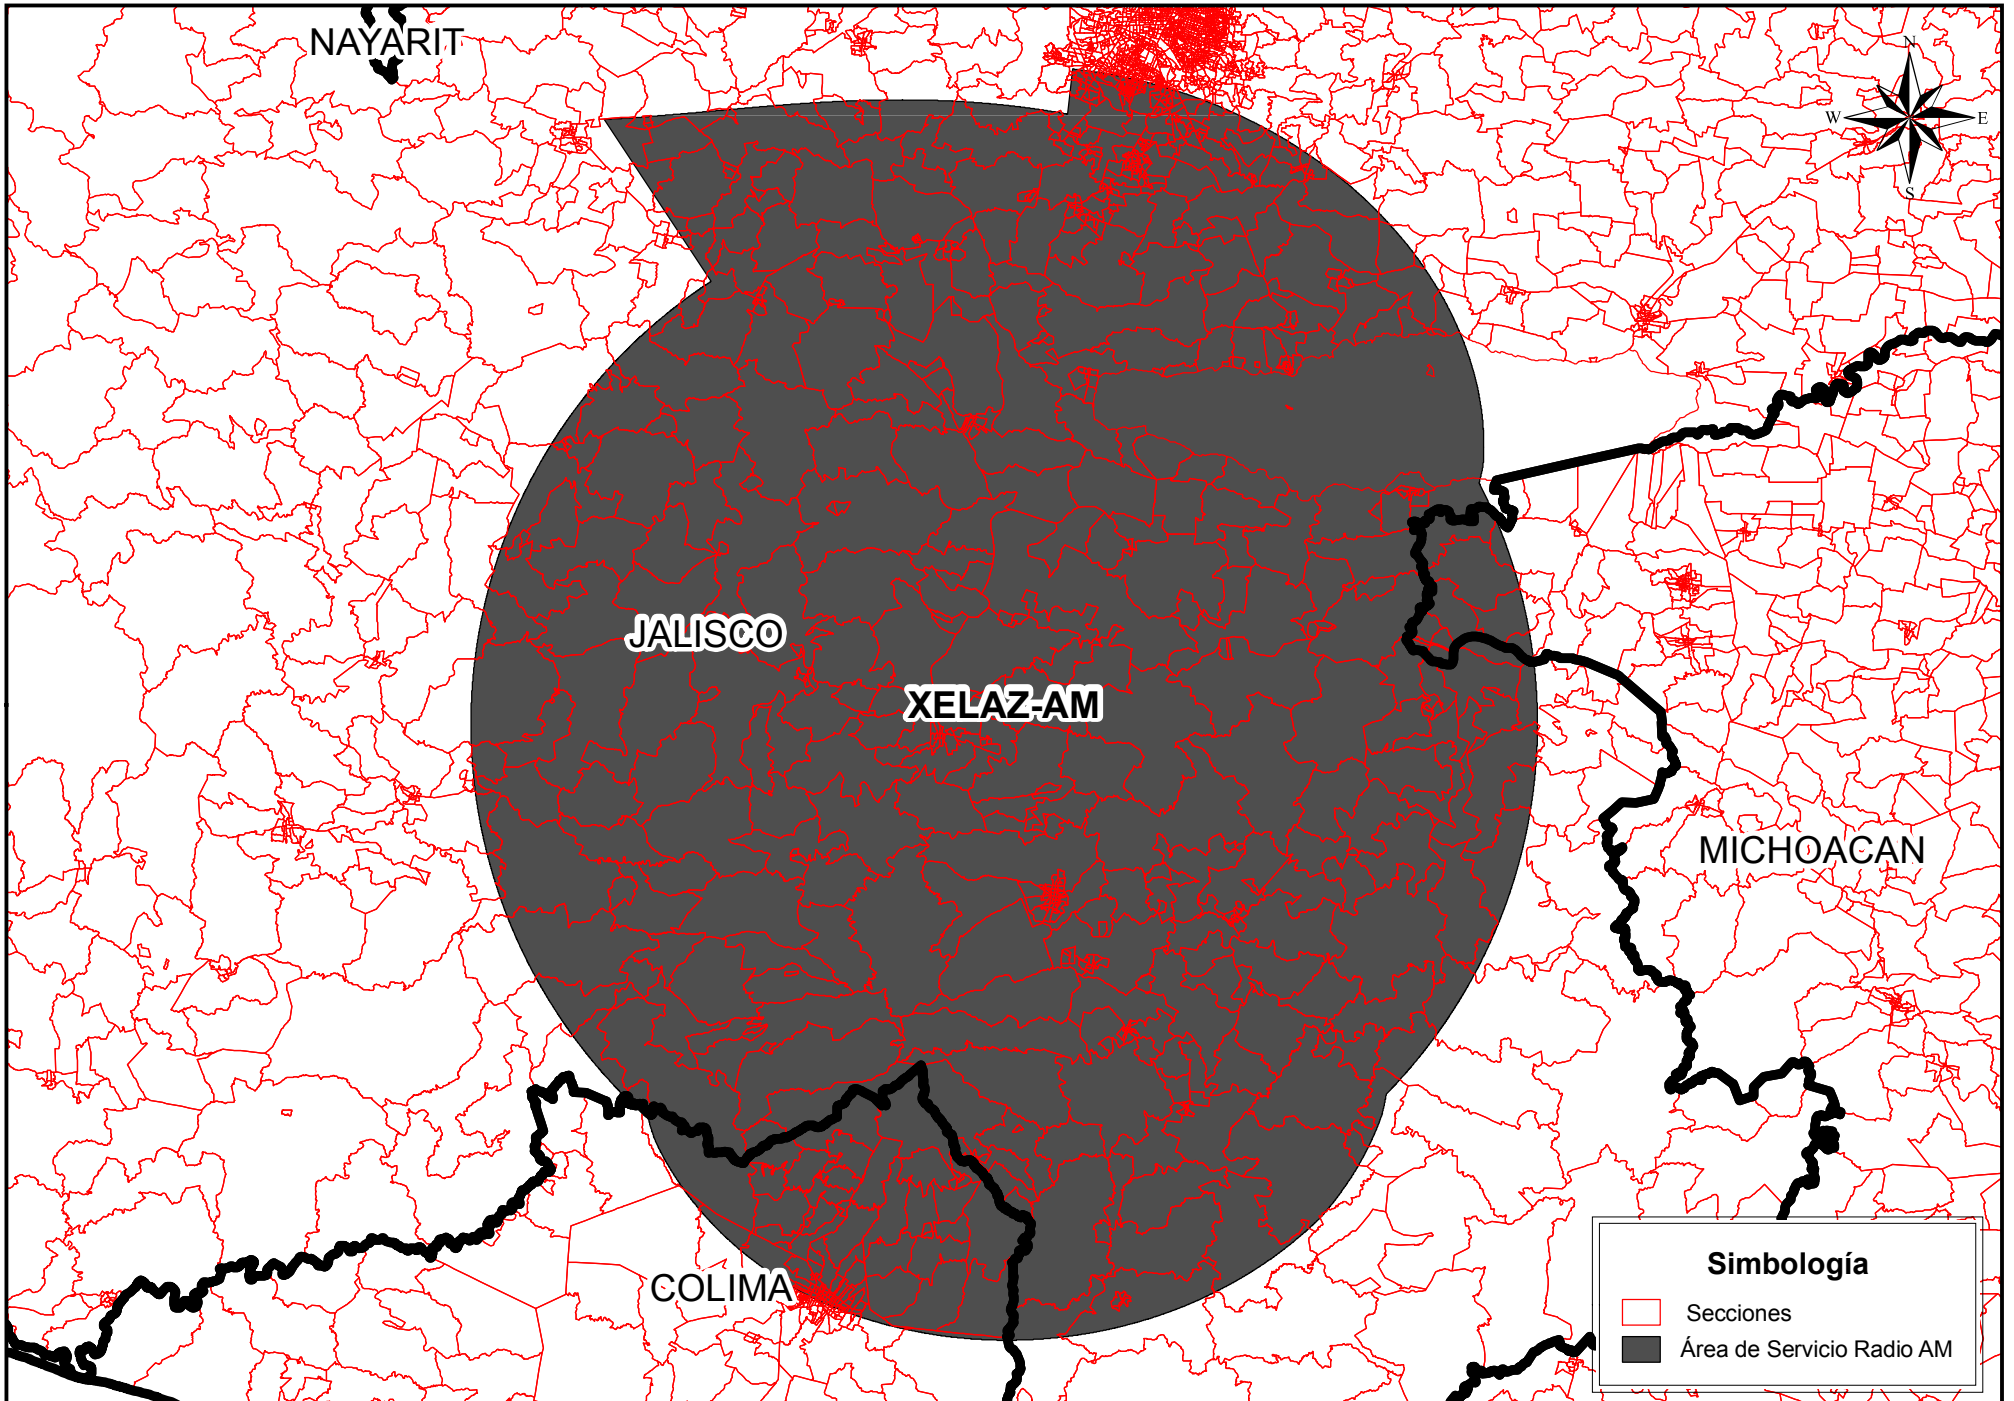 NAYARIT
N
W
E
S
JALISCO
XELAZ-AM
MICHOACAN
COLIMA
Simbología
Secciones
Área de Servicio Radio AM